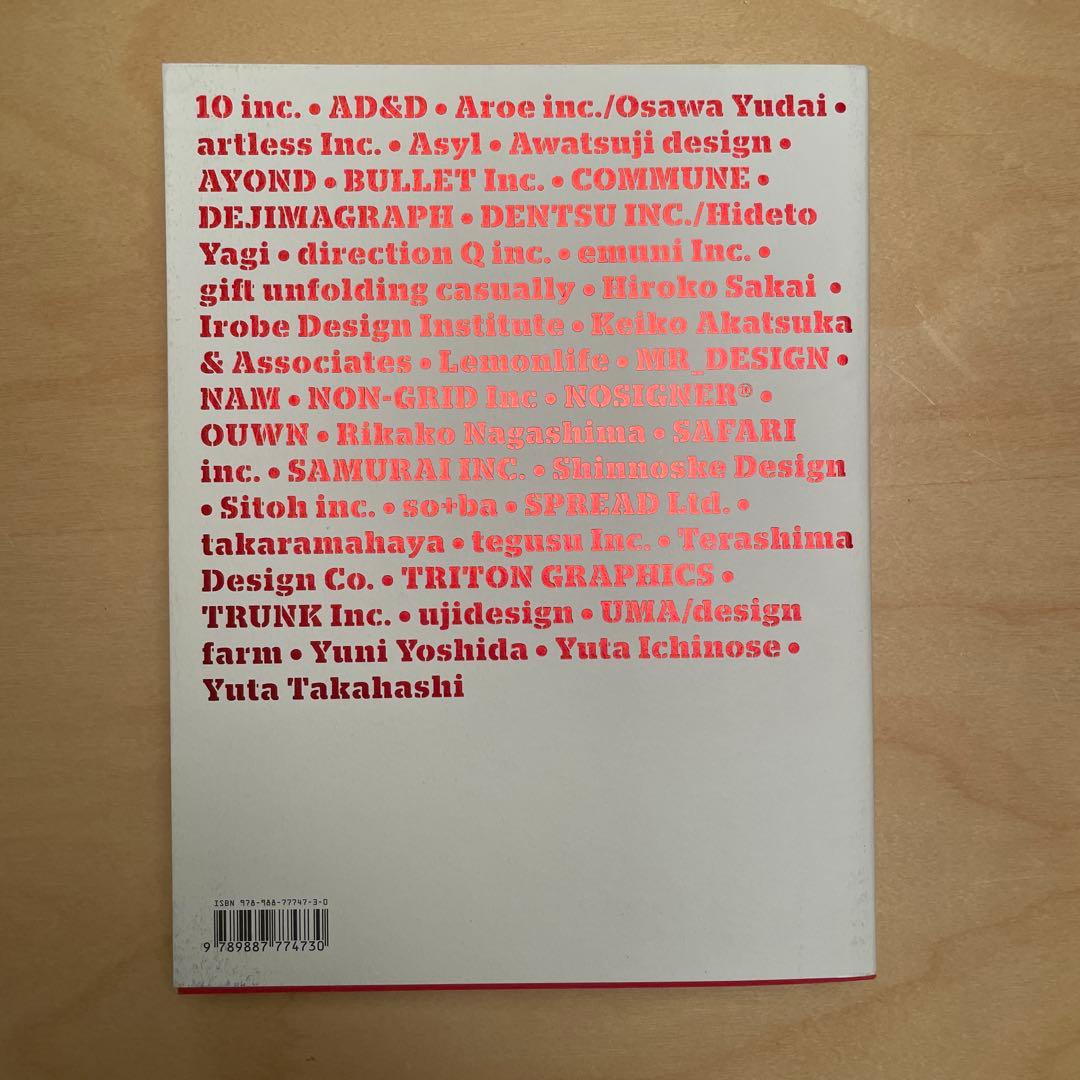 10 inc. • AD&D • Aroe inc./Osawa Yudai •
artless Inc. • Asyl • Awatsuji design •
AYOND • BULLET Inc. • COMMUNE •
DEJIMAGRAPH • DENTSU INC./Hideto
Yagi • direction Q inc. • emuni Inc. •
gift unfolding casually • Hiroko Sakai •
Irobe Design Institute • Keiko Akatsuka
& Associates • Lemonlife • MR_DESIGN •
NAM • NON-GRID Inc • NOSIGNER® •
OUWN • Rikako Nagashima • SAFARI
inc. • SAMURAI INC. • Shinnoske Design
• Sitoh inc. • so+ba • SPREAD Ltd. •
takaramahaya • tegusu Inc. • Terashima
Design Co. • TRITON GRAPHICS •
TRUNK Inc. • ujidesign • UMA/design
farm • Yuni Yoshida • Yuta Ichinose •
Yuta Takahashi
ISBN 978-988-77747-3-0
9 789887 774730